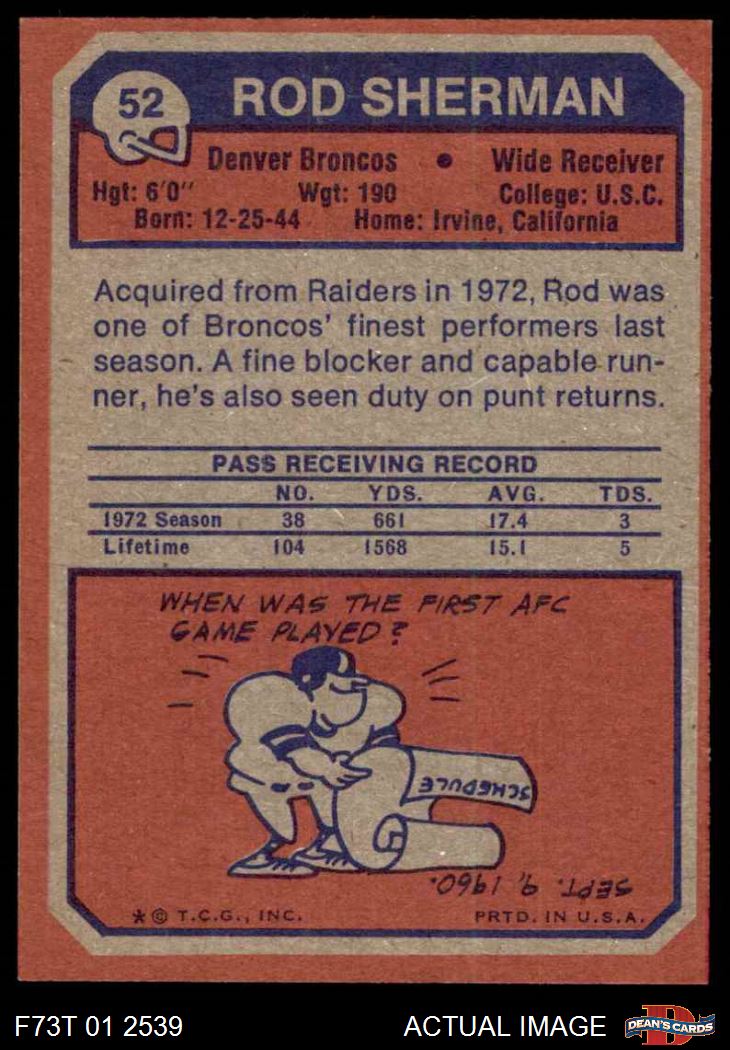 52
ROD SHERMAN
Denver Broncos • Wide Receiver
Hgt: 6'0" Wgt: 190 College: U.S.C.
Born: 12-25-44 Home: Irvine, California
Acquired from Raiders in 1972, Rod was
one of Broncos' finest performers last
season. A fine blocker and capable run-
ner, he's also seen duty on punt returns.
PASS RECEIVING RECORD
NO. YDS. AVG. TDS.
1972 Season 38 661 17.4 3
Lifetime 104 1568 15.1 5
WHEN WAS THE FIRST AFC
GAME PLAYED?
SCHEDULE
SEPT. 9, 1960.
* © T.C.G., INC. PRTD. IN U.S.A.
F73T 01 2539 ACTUAL IMAGE
D
DEAN'S CARDS